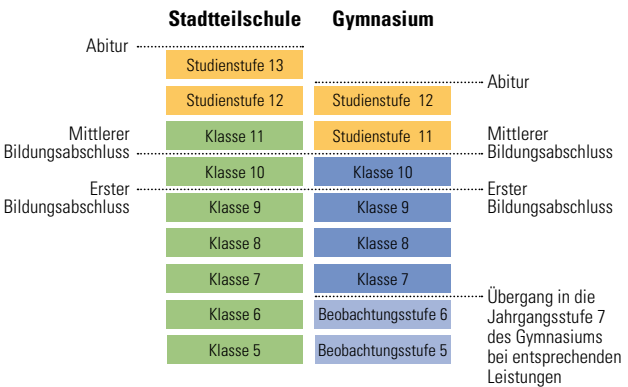 Stadtteilschule Gymnasium
Abitur
Studienstufe 13
Abitur
Studienstufe 12
Studienstufe 12
Mittlerer
Bildungsabschluss
Klasse 11
Studienstufe 11
Mittlerer
Bildungsabschluss
Klasse 10
Klasse 10
Erster
Bildungsabschluss
Klasse 9
Klasse 9
Erster
Bildungsabschluss
Klasse 8
Klasse 8
Klasse 7
Klasse 7
Klasse 6
Beobachtungsstufe 6
Klasse 5
Beobachtungsstufe 5
Übergang in die
Jahrgangsstufe 7
des Gymnasiums
bei entsprechenden
Leistungen